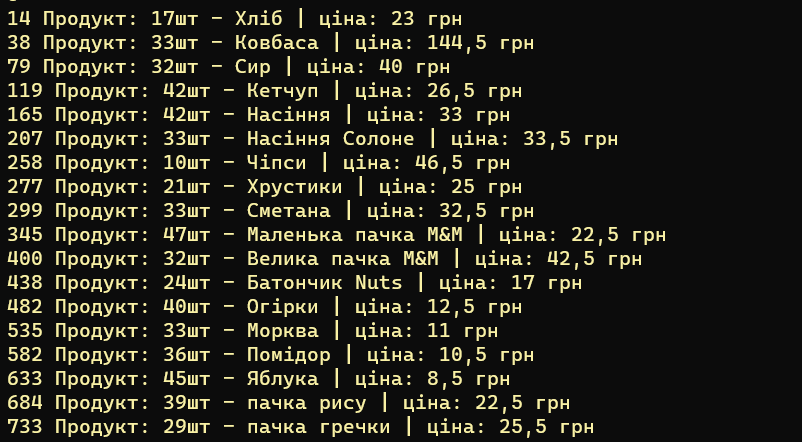 14 Продукт: 17шт - Хліб | ціна: 23 грн
38 Продукт: 33шт - Ковбаса | ціна: 144,5 грн
79 Продукт: 32шт - Сир | ціна: 40 грн
119 Продукт: 42шт - Кетчуп | ціна: 26,5 грн
165 Продукт: 42шт - Насіння | ціна: 33 грн
207 Продукт: 33шт - Насіння Солоне | ціна: 33,5 грн
258 Продукт: 10шт - Чіпси | ціна: 46,5 грн
277 Продукт: 21шт - Хрустики | ціна: 25 грн
299 Продукт: 33шт - Сметана | ціна: 32,5 грн
345 Продукт: 47шт - Маленька пачка M&M | ціна: 22,5 грн
400 Продукт: 32шт - Велика пачка M&M | ціна: 42,5 грн
438 Продукт: 24шт - Батончик Nuts | ціна: 17 грн
482 Продукт: 40шт - Огірки | ціна: 12,5 грн
535 Продукт: 33шт - Морква | ціна: 11 грн
582 Продукт: 36шт - Помідор | ціна: 10,5 грн
633 Продукт: 45шт - Яблука | ціна: 8,5 грн
684 Продукт: 39шт - пачка рису | ціна: 22,5 грн
733 Продукт: 29шт - пачка гречки | ціна: 25,5 грн